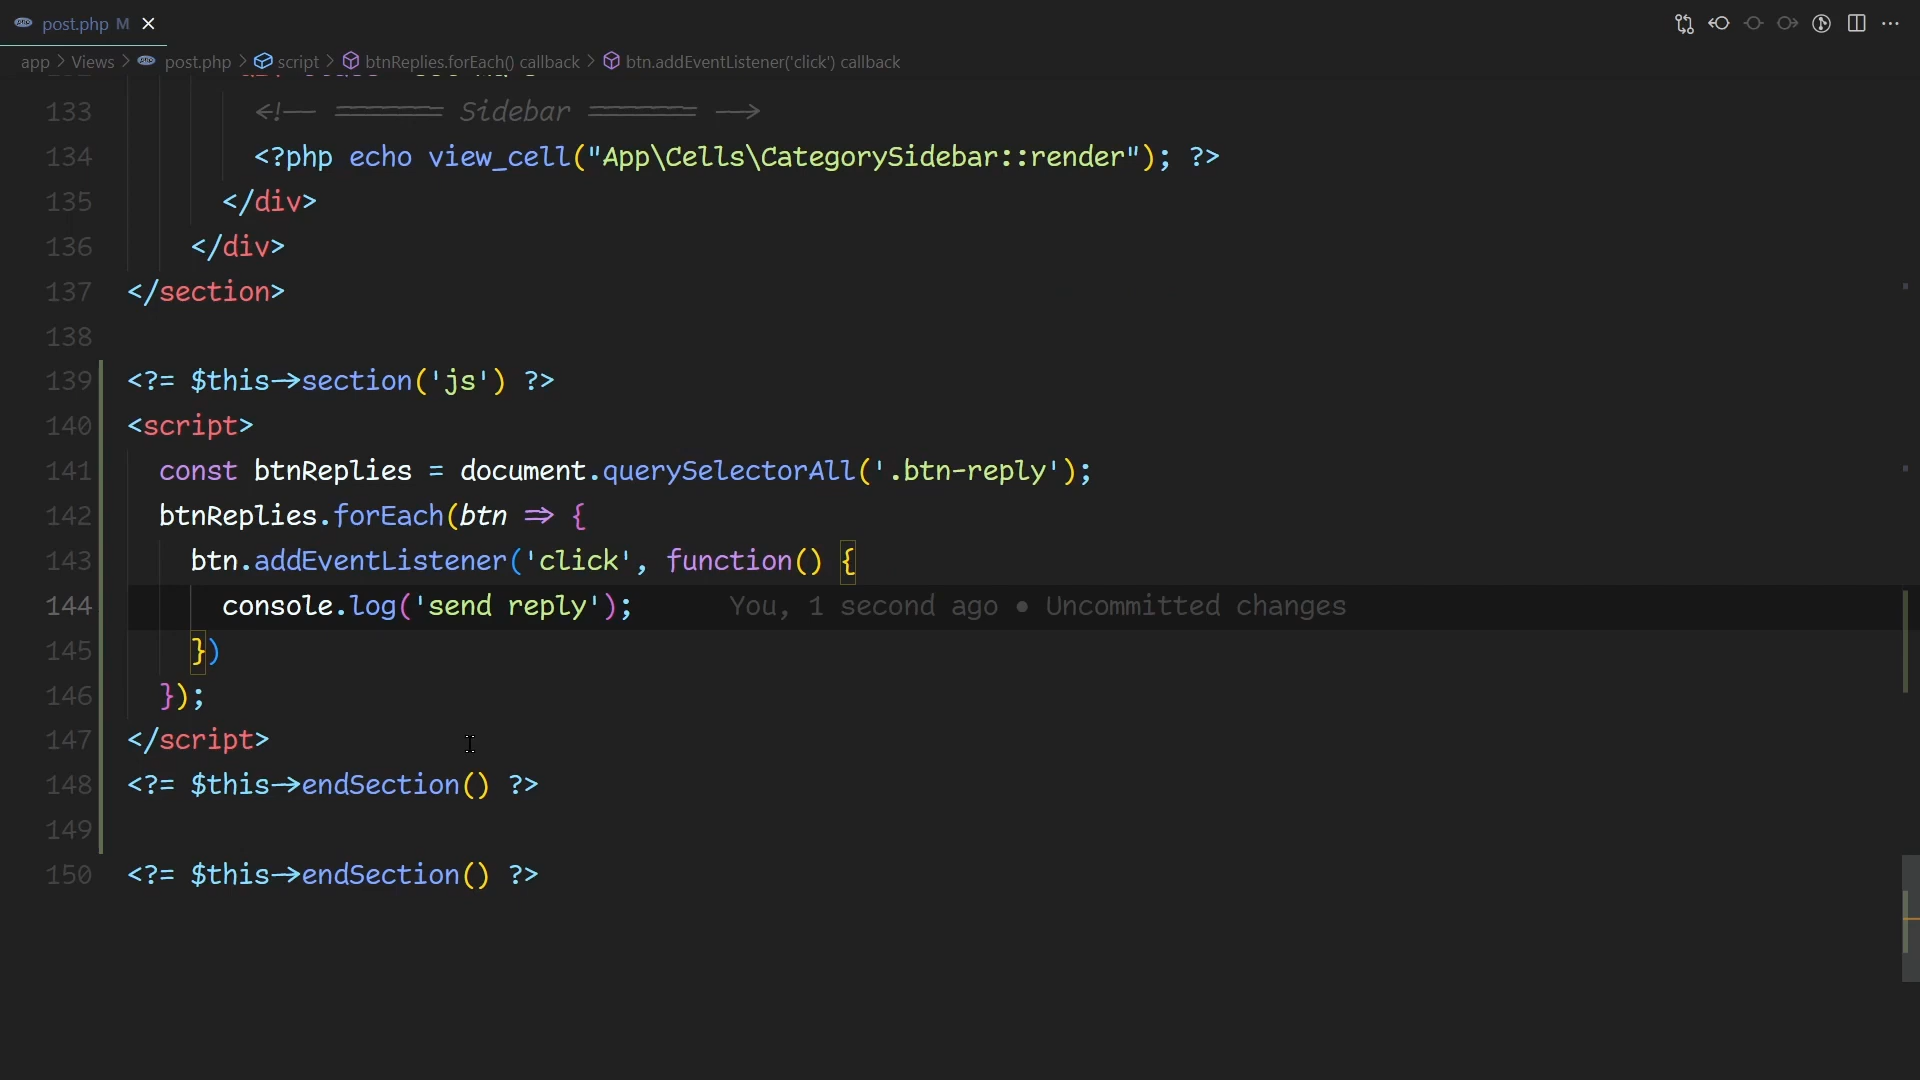 post.php M
app > Views > post.php > script > btnReplies.forEach() callback > btn.addEventListener('click') callback
133 <!-- ======= Sidebar ======= -->
134 <?php echo view_cell("App\Cells\CategorySidebar::render"); ?>
135 </div>
136 </div>
137 </section>
138
139 <?= $this->section('js') ?>
140 <script>
141 const btnReplies = document.querySelectorAll('.btn-reply');
142 btnReplies.forEach(btn => {
143 btn.addEventListener('click', function() {
144 console.log('send reply'); You, 1 second ago • Uncommitted changes
145 })
146 });
147 </script>
148 <?= $this->endSection() ?>
149
150 <?= $this->endSection() ?>